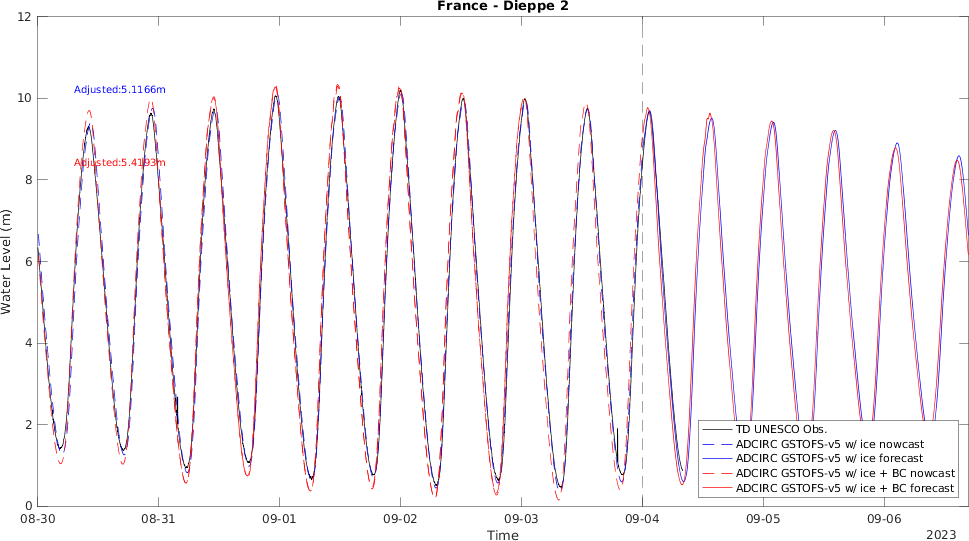 France - Dieppe 2
12
10
8
6
4
2
0
Water Level (m)
Adjusted:5.1166m
Adjusted:5.4193m
TD UNESCO Obs.
ADCIRC GSTOFS-v5 w/ ice nowcast
ADCIRC GSTOFS-v5 w/ ice forecast
ADCIRC GSTOFS-v5 w/ ice + BC nowcast
ADCIRC GSTOFS-v5 w/ ice + BC forecast
08-30 08-31 09-01 09-02 09-03 09-04 09-05 09-06
Time
2023